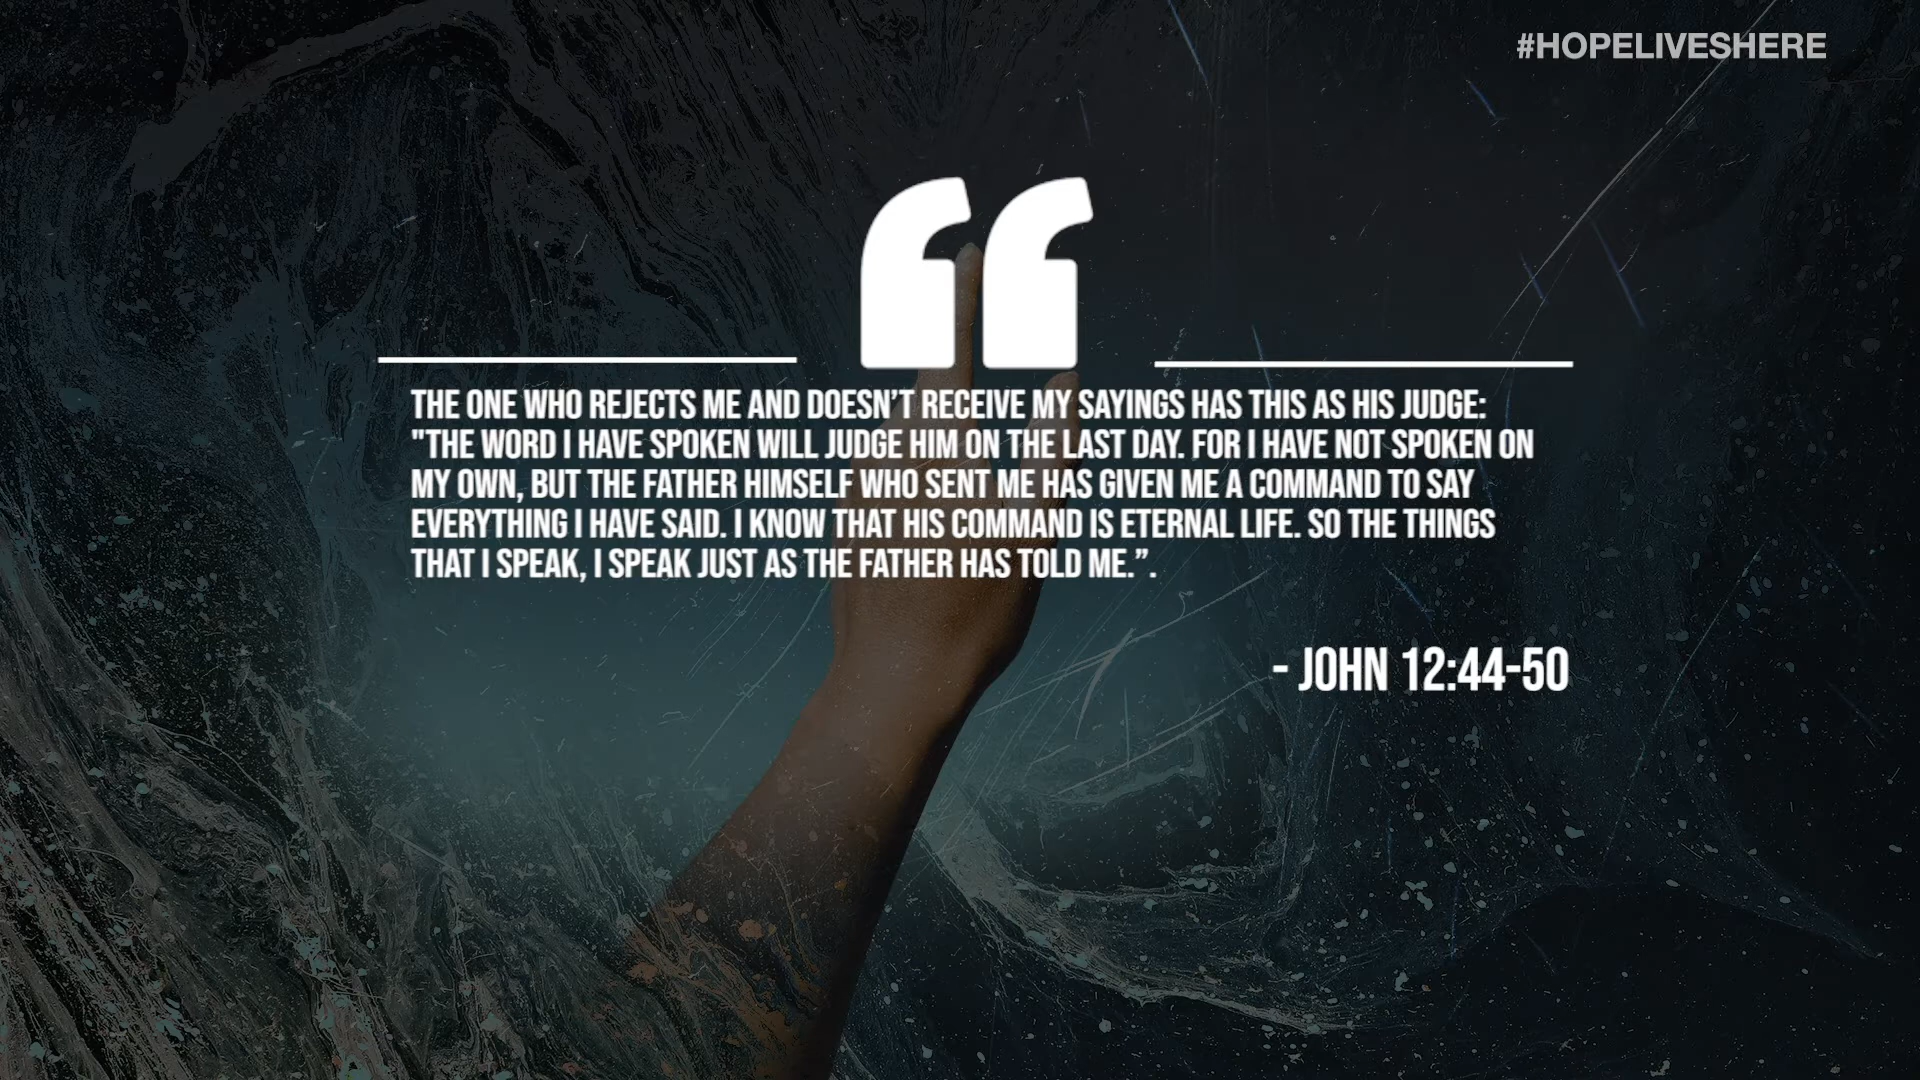 #HOPELIVESHERE
THE ONE WHO REJECTS ME AND DOESN’T RECEIVE MY SAYINGS HAS THIS AS HIS JUDGE:
"THE WORD I HAVE SPOKEN WILL JUDGE HIM ON THE LAST DAY. FOR I HAVE NOT SPOKEN ON
MY OWN, BUT THE FATHER HIMSELF WHO SENT ME HAS GIVEN ME A COMMAND TO SAY
EVERYTHING I HAVE SAID. I KNOW THAT HIS COMMAND IS ETERNAL LIFE. SO THE THINGS
THAT I SPEAK, I SPEAK JUST AS THE FATHER HAS TOLD ME.”.
- JOHN 12:44-50